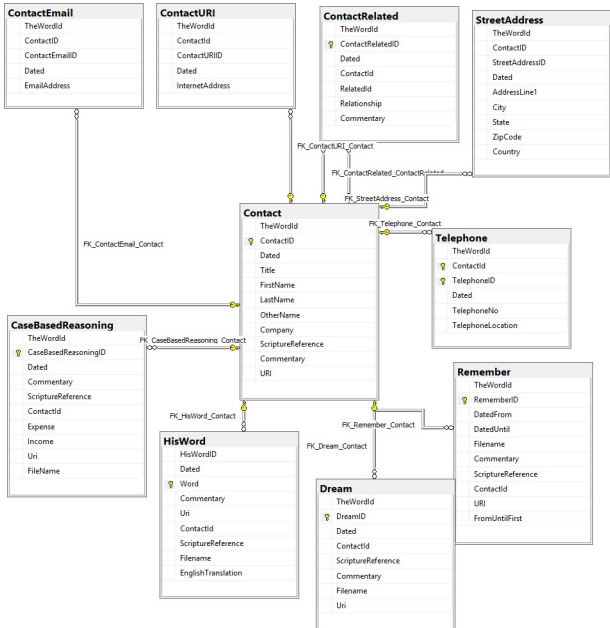 ContactEmail
TheWordId
ContactID
ContactEmailID
Dated
EmailAddress
ContactURI
TheWordId
ContactId
ContactURIID
Dated
InternetAddress
ContactRelated
TheWordId
ContactRelatedID
Dated
ContactId
RelatedId
Relationship
Commentary
StreetAddress
TheWordId
ContactID
StreetAddressID
Dated
AddressLine1
City
State
ZipCode
Country
FK_ContactURI_Contact
FK_ContactRelated_ContactRelated
FK_StreetAddress_Contact
FK_Telephone_Contact
FK_ContactEmail_Contact
Contact
TheWordId
ContactID
Dated
Title
FirstName
LastName
OtherName
Company
ScriptureReference
Commentary
URI
Telephone
TheWordId
ContactId
TelephoneID
Dated
TelephoneNo
TelephoneLocation
CaseBasedReasoning
TheWordId
CaseBasedReasoningID
Dated
Commentary
ScriptureReference
ContactId
Expense
Income
Uri
FileName
FK_CaseBasedReasoning_Contact
FK_HisWord_Contact
FK_Remember_Contact
FK_Dream_Contact
Remember
TheWordId
RememberID
DatedFrom
DatedUntil
Filename
Commentary
ScriptureReference
ContactId
URI
FromUntilFirst
HisWord
HisWordID
Dated
Word
Commentary
Uri
ContactId
ScriptureReference
Filename
EnglishTranslation
Dream
TheWordId
DreamID
Dated
ContactId
ScriptureReference
Commentary
Filename
Uri